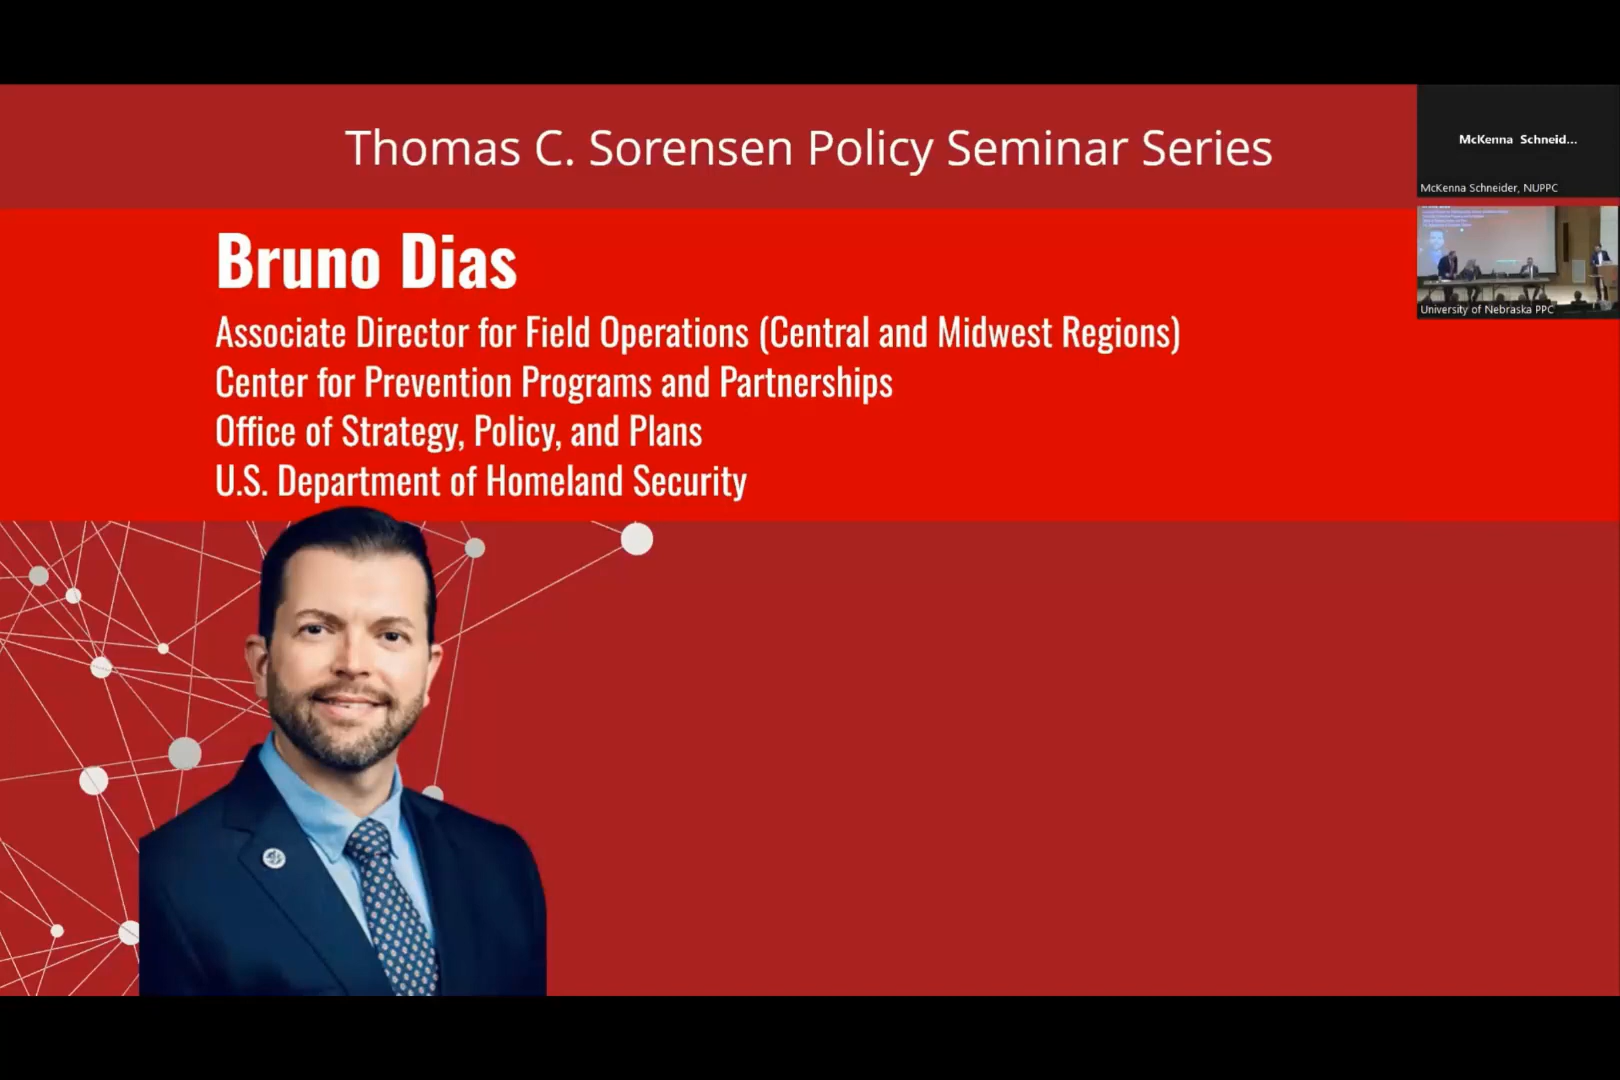 Thomas C. Sorensen Policy Seminar Series
Bruno Dias
Associate Director for Field Operations (Central and Midwest Regions)
Center for Prevention Programs and Partnerships
Office of Strategy, Policy, and Plans
U.S. Department of Homeland Security
McKenna Schneid...
McKenna Schneider, NUPPC
University of Nebraska PPC